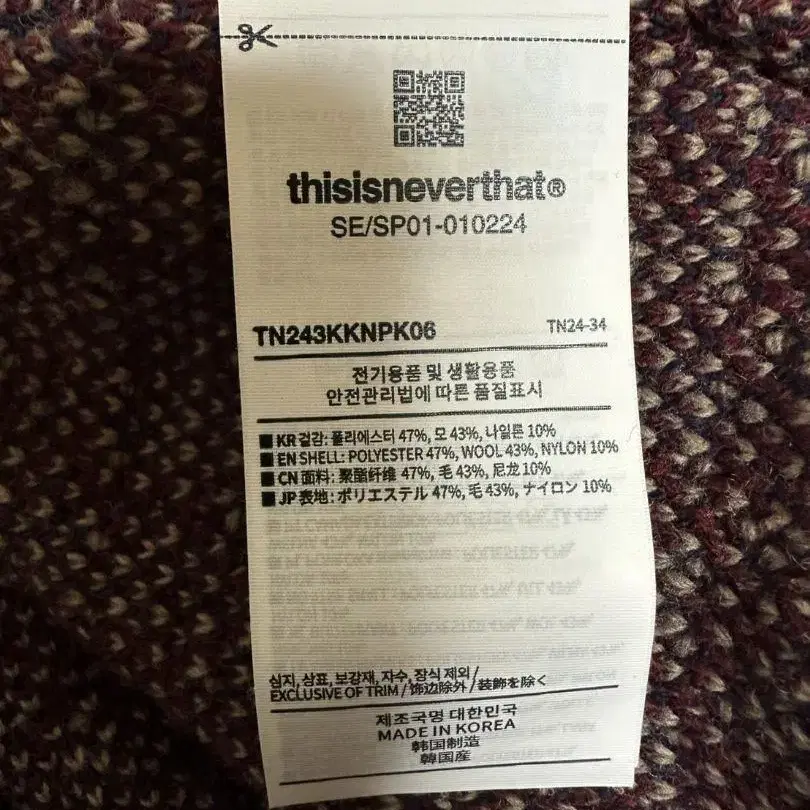 thisisneverthat®
SE/SP01-010224
TN243KKNPK06 TN24-34
전기용품 및 생활용품
안전관리법에 따른 품질표시
■ KR 겉감: 폴리에스터 47%, 모 43%, 나일론 10%
■ EN SHELL: POLYESTER 47%, WOOL 43%, NYLON 10%
■ CN 面料: 聚酯纤维 47%, 毛 43%, 尼龙 10%
■ JP 表地: ポリエステル 47%, 毛 43%, ナイロン 10%
심지, 상표, 보강재, 자수, 장식 제외 /
EXCLUSIVE OF TRIM / 饰边除外 / 装飾を除く
제조국명 대한민국
MADE IN KOREA
韩国制造
韓国産